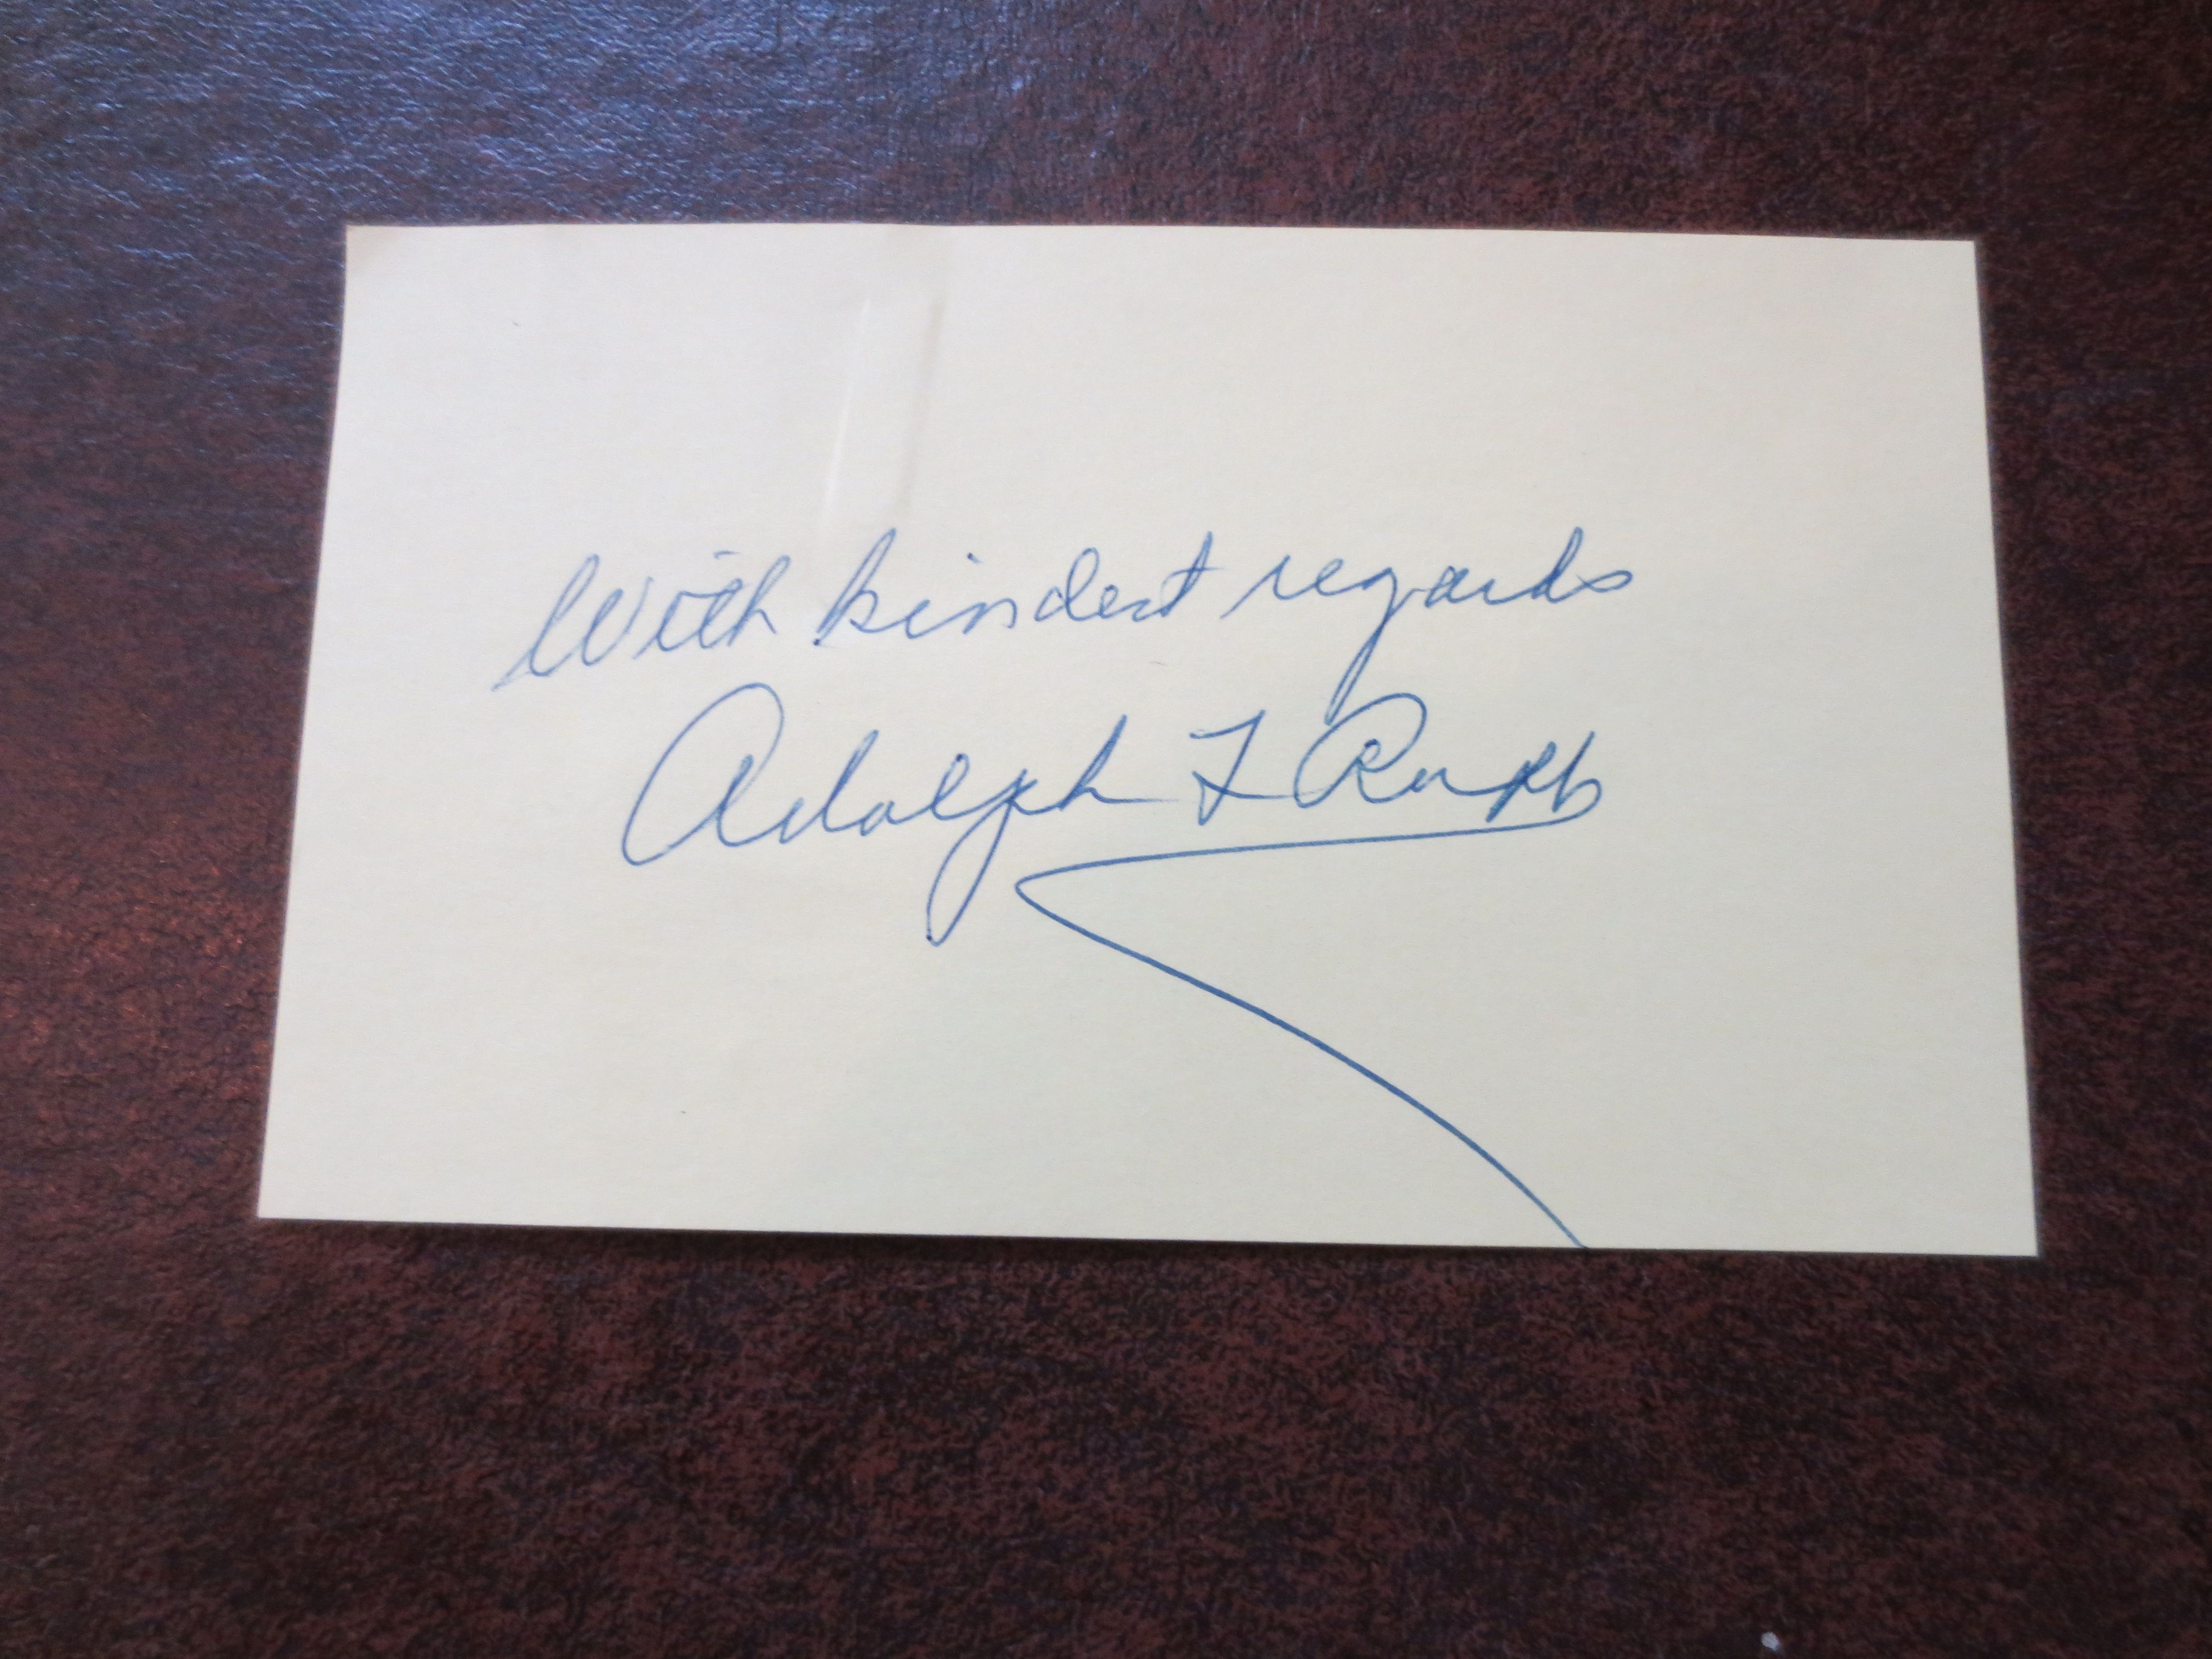 With kindest regards
Adolph F Rupp